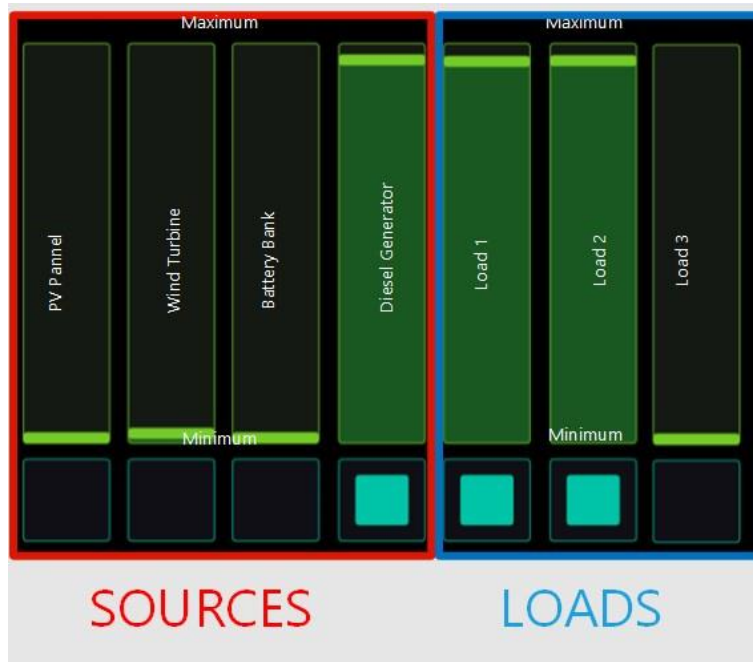 Maximum
Maximum
PV Pannel
Wind Turbine
Battery Bank
Diesel Generator
Load 1
Load 2
Load 3
Minimum
Minimum
SOURCES
LOADS